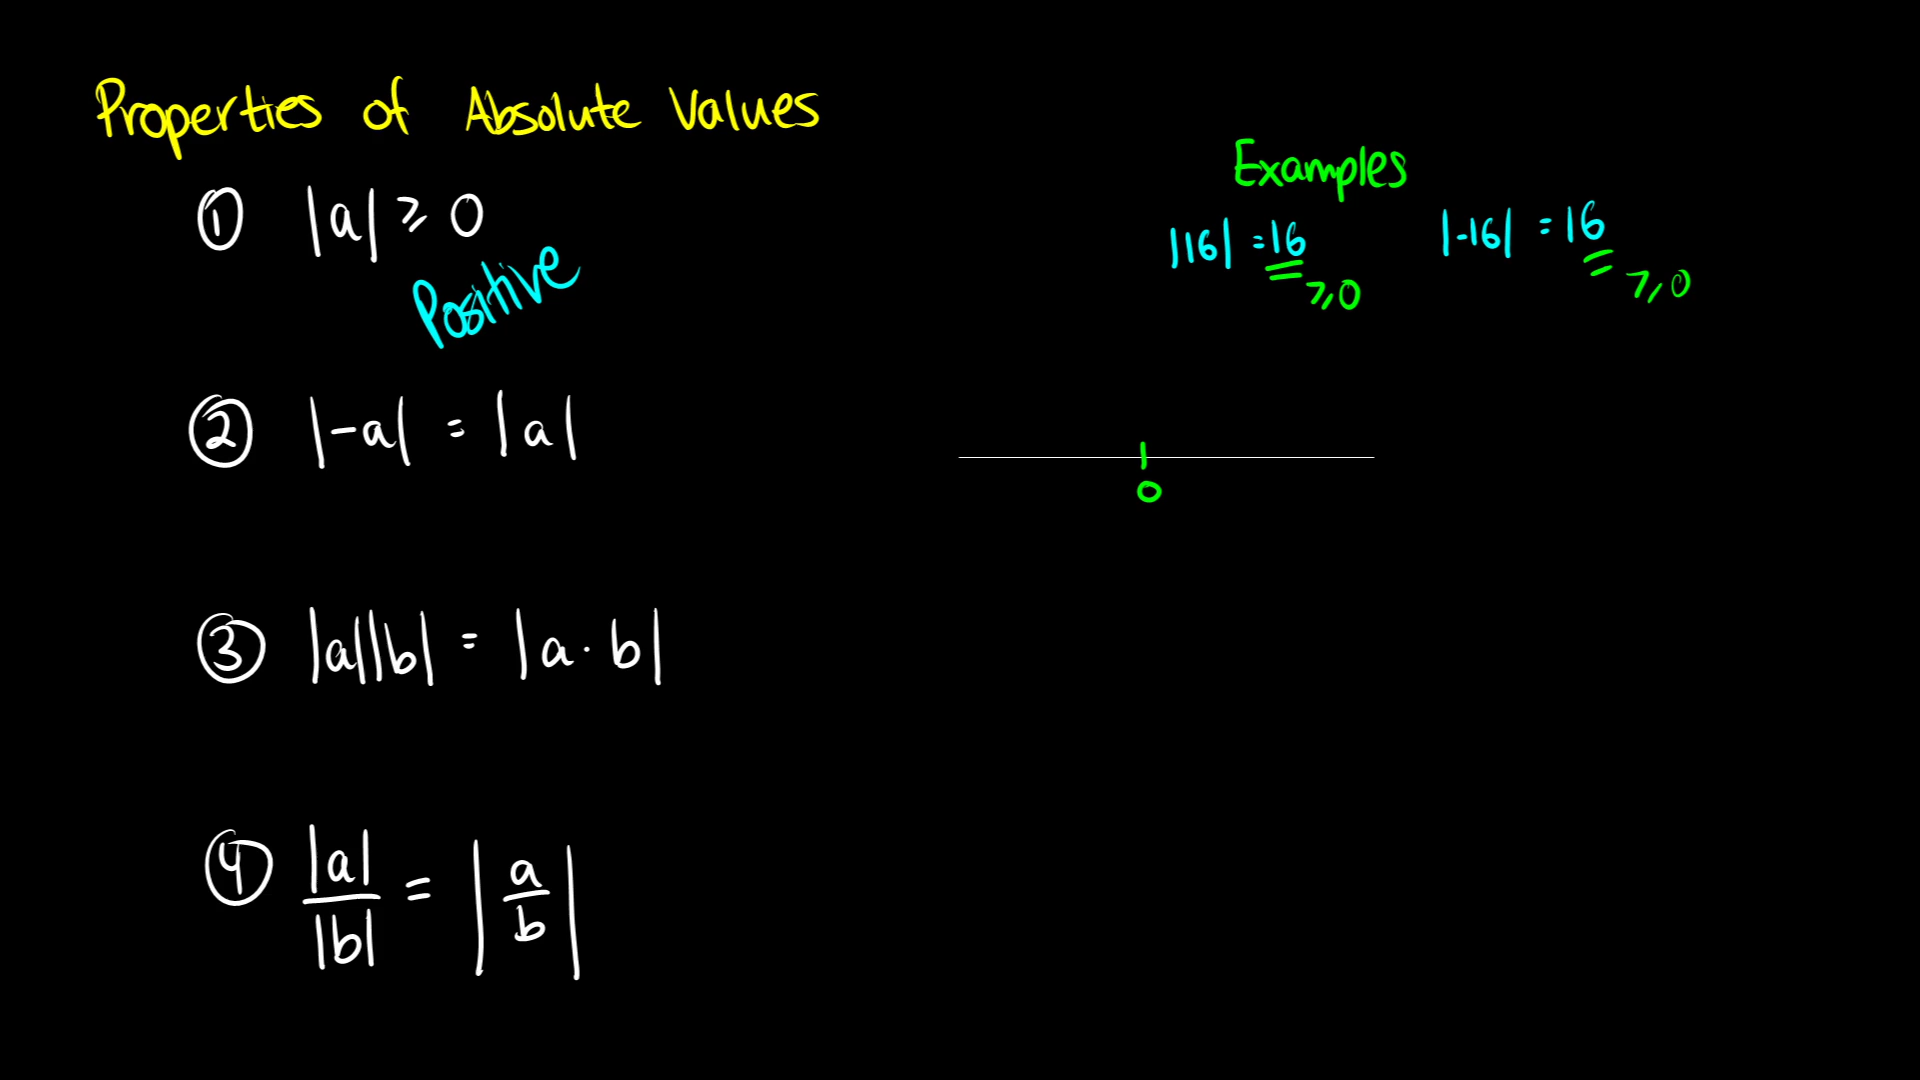 Properties of Absolute Values
Examples
① |a| ≥ 0
|16| = 16 ≥ 0
|-16| = 16 ≥ 0
Positive
② |-a| = |a|
0
③ |a||b| = |a · b|
④ |a|/|b| = |a/b|